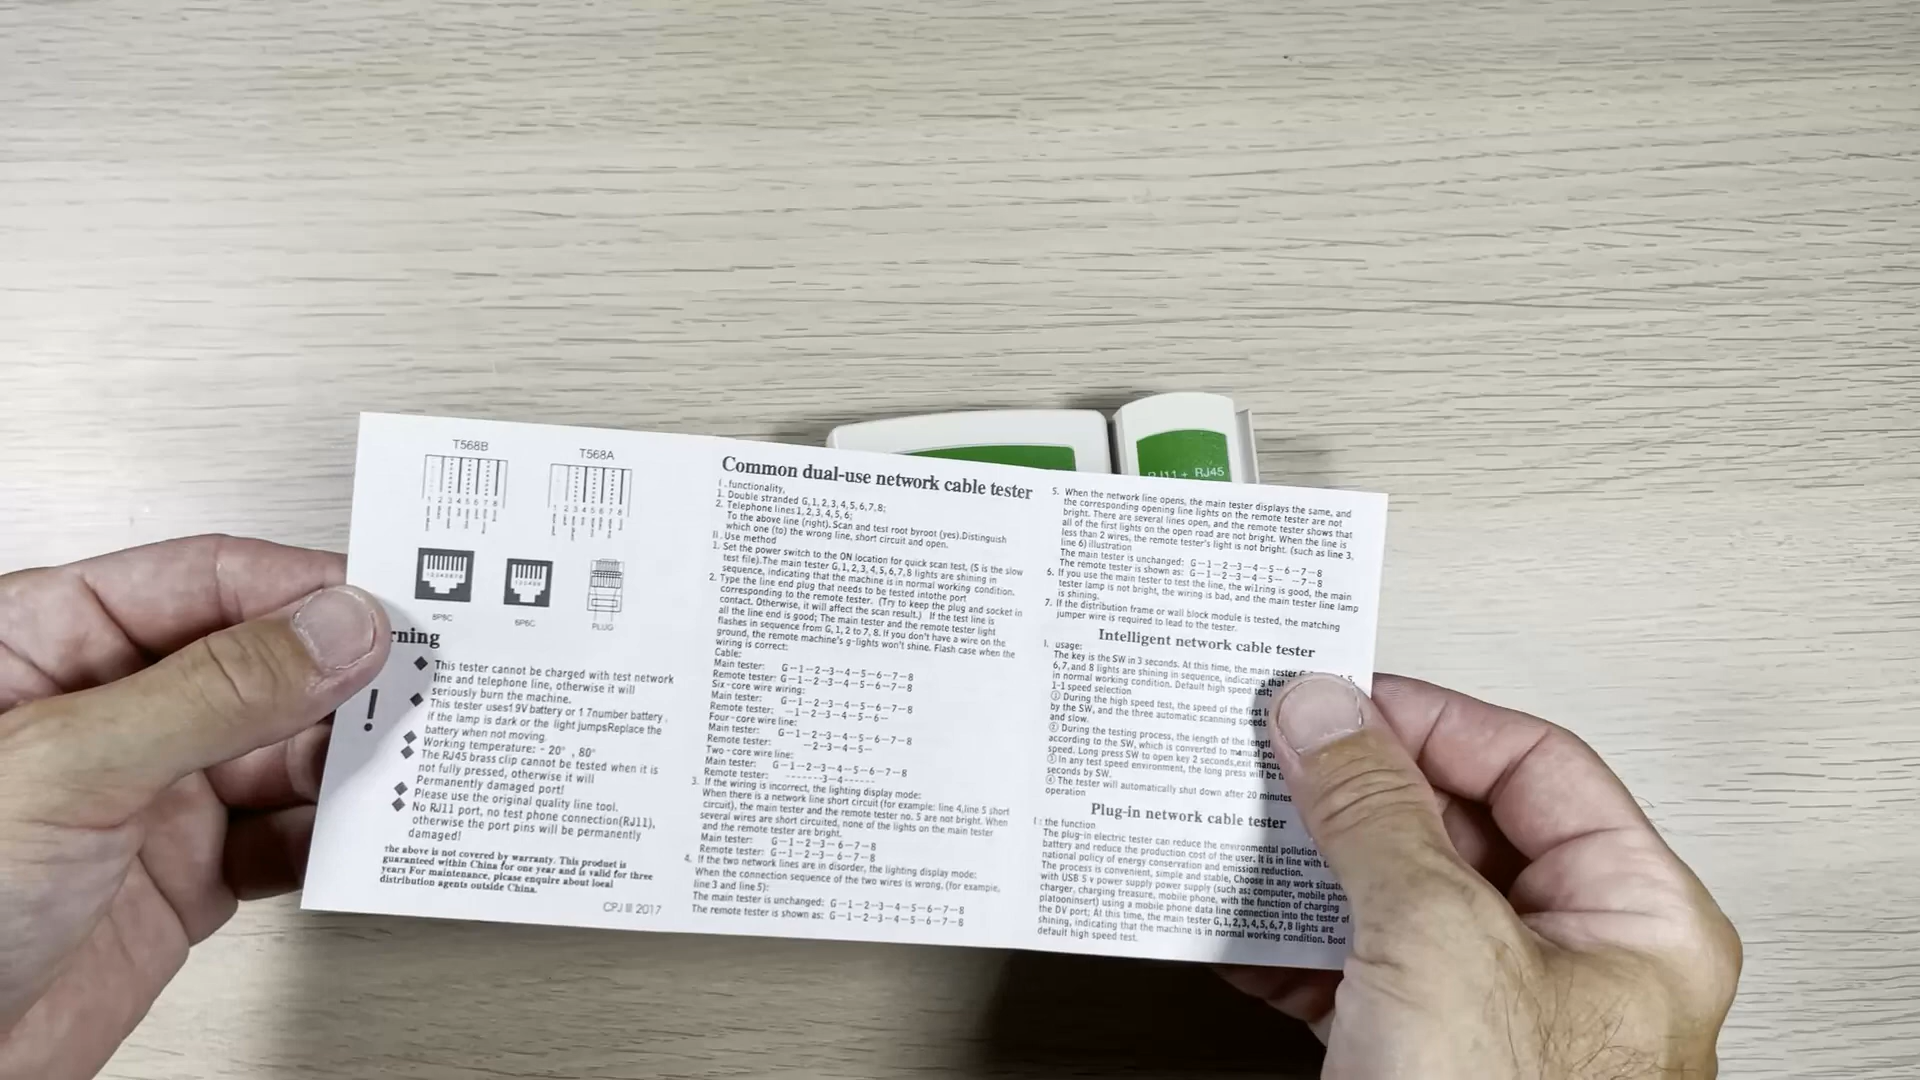 RJ11 + RJ45
T568B
T568A
1 2 3 4 5 6 7 8
1 2 3 4 5 6 7 8
8P8C
6P6C
PLUG
rning
!
◆ This tester cannot be charged with test network
line and telephone line, otherwise it will
seriously burn the machine.
◆ This tester uses1 9V battery or 1 7number battery .
if the lamp is dark or the light jumpsReplace the
battery when not moving.
◆ Working temperature: - 20° , 80°
◆ The RJ45 brass clip cannot be tested when it is
not fully pressed, otherwise it will
Permanently damaged port!
◆ Please use the original quality line tool.
◆ No RJ11 port, no test phone connection(RJ11),
otherwise the port pins will be permanently
damaged!
the above is not covered by warranty. This product is
guaranteed within China for one year and is valid for three
years For maintenance, please enquire about local
distribution agents outside China.
CPJ III 2017
Common dual-use network cable tester
I .functionality,
1. Double stranded G,1,2,3,4,5,6,7,8;
2. Telephone lines 1,2,3,4,5,6;
To the above line (right).Scan and test root byroot (yes).Distinguish
which one (to) the wrong line, short circuit and open.
II. Use method
1. Set the power switch to the ON location for quick scan test, (S is the slow
test file).The main tester G,1,2,3,4,5,6,7,8 lights are shining in
sequence, indicating that the machine is in normal working condition.
2. Type the line end plug that needs to be tested intothe port
corresponding to the remote tester. (Try to keep the plug and socket in
contact. Otherwise, it will affect the scan result.) If the test line is
all the line end is good; The main tester and the remote tester light
flashes in sequence from G,1,2 to 7,8. If you don't have a wire on the
ground, the remote machine's g-lights won't shine. Flash case when the
wiring is correct:
Cable:
Main tester: G--1--2--3--4--5--6--7--8
Remote tester: G--1--2--3--4--5--6--7--8
Six-core wire wiring:
Main tester: G--1--2--3--4--5--6--7--8
Remote tester: --1--2--3--4--5--6--
Four-core wire line:
Main tester: G--1--2--3--4--5--6--7--8
Remote tester: --2--3--4--5--
Two-core wire line:
Main tester: G--1--2--3--4--5--6--7--8
Remote tester: -------3--4------
3. If the wiring is incorrect, the lighting display mode:
When there is a network line short circuit (for example: line 4,line 5 short
circuit), the main tester and the remote tester no. 5 are not bright. When
several wires are short circuited, none of the lights on the main tester
and the remote tester are bright.
Main tester: G--1--2--3--6--7--8
Remote tester: G--1--2--3--6--7--8
4. If the two network lines are in disorder, the lighting display mode:
When the connection sequence of the two wires is wrong, (for example,
line 3 and line 5):
The main tester is unchanged: G--1--2--3--4--5--6--7--8
The remote tester is shown as: G--1--2--3--4--5--6--7--8
5. When the network line opens, the main tester displays the same, and
the corresponding opening line lights on the remote tester are not
bright. There are several lines open, and the remote tester shows that
all of the first lights on the open road are not bright. When the line is
less than 2 wires, the remote tester's light is not bright. (such as line 3,
line 6) illustration
The main tester is unchanged: G--1--2--3--4--5--6--7--8
The remote tester is shown as: G--1--2--3--4--5-- --7--8
6. If you use the main tester to test the line, the wi1ring is good, the main
tester lamp is not bright, the wiring is bad, and the main tester line lamp
is shining.
7. If the distribution frame or wall block module is tested, the matching
jumper wire is required to lead to the tester.
Intelligent network cable tester
I. usage:
The key is the SW in 3 seconds. At this time, the main tester
6,7,and 8 lights are shining in sequence, indicating that
in normal working condition. Default high speed test;
1-1 speed selection
① During the high speed test, the speed of the first
by the SW, and the three automatic scanning speeds
and slow.
② During the testing process, the length of the
according to the SW, which is converted to manual
speed. Long press SW to open key 2 seconds,exit
③ In any test speed environment, the long press will be
seconds by SW.
④ The tester will automatically shut down after 20 minutes
operation
Plug-in network cable tester
I : the function
The plug-in electric tester can reduce the environmental pollution
battery and reduce the production cost of the user. It is in line with
national policy of energy conservation and emission reduction.
The process is convenient, simple and stable, Choose in any work
with USB 5 v power supply power supply (such as: computer, mobile
charger, charging treasure, mobile phone, with the function of charging
platooninsert) using a mobile phone data line connection into the tester of
the DV port; At this time, the main tester G,1,2,3,4,5,6,7,8 lights are
shining, indicating that the machine is in normal working condition. Boot
default high speed test.